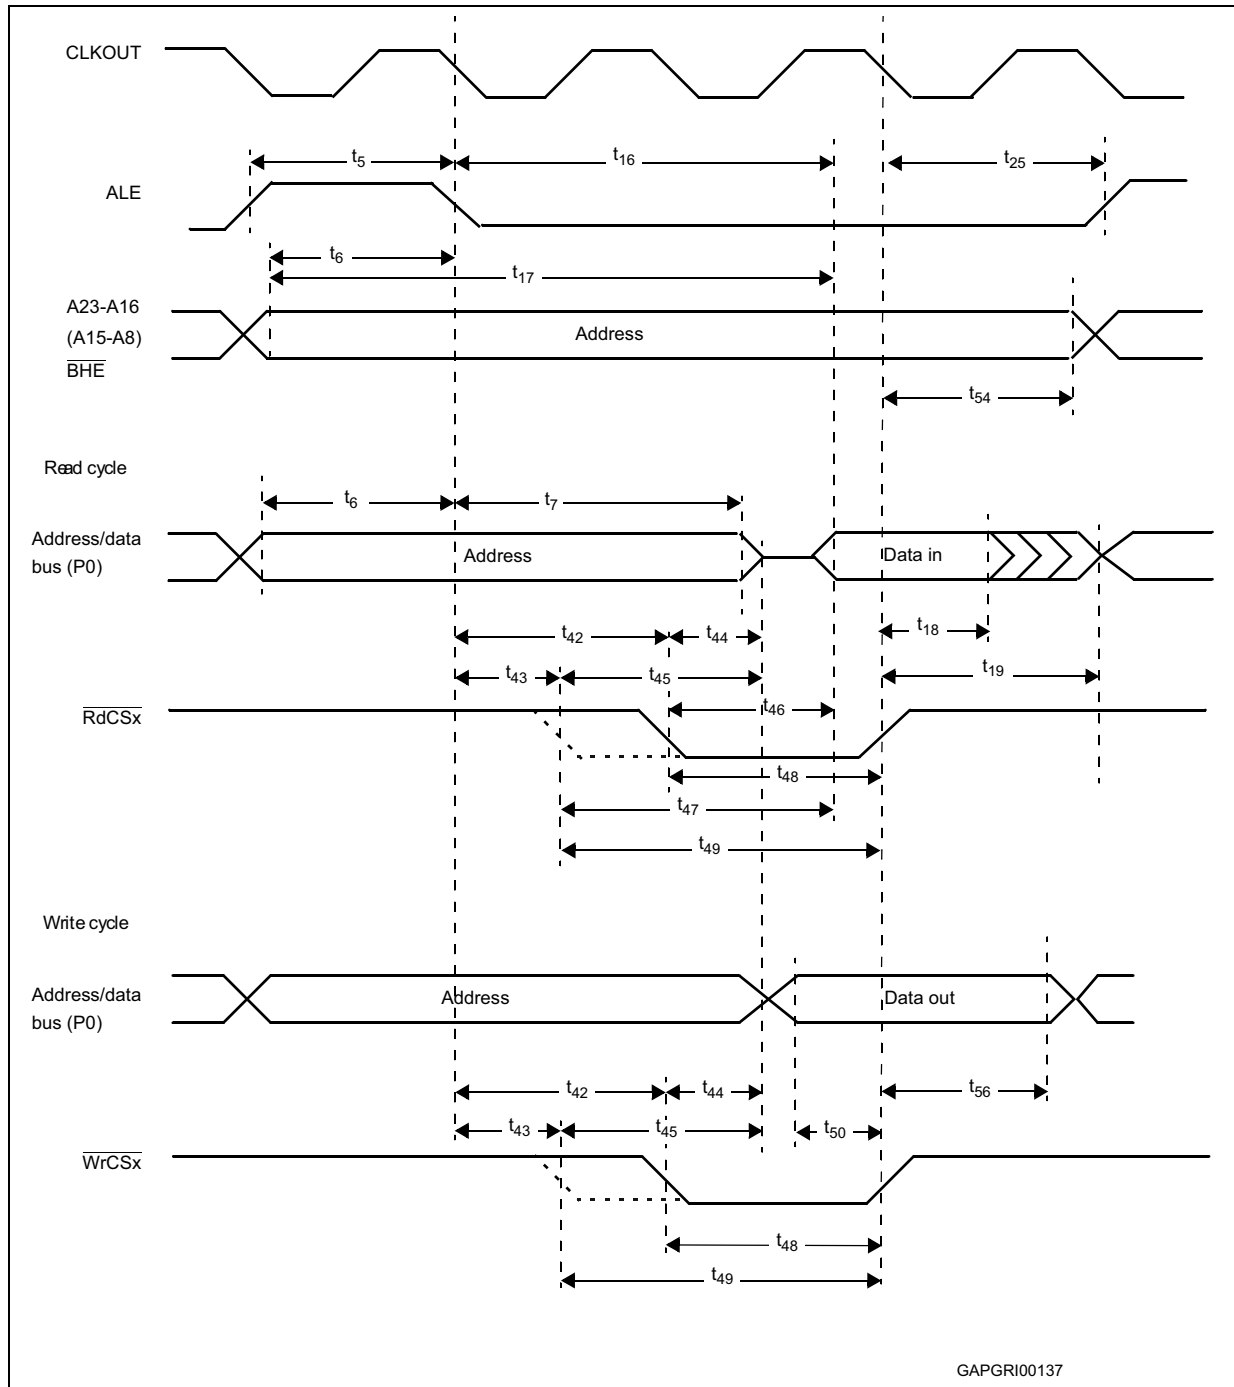 CLKOUT
t5
t16
t25
ALE
t6
t17
A23-A16
(A15-A8)
BHE
Address
t54
Read cycle
t6
t7
Address/data
bus (P0)
Address
Data in
t18
t42
t44
t43
t45
t19
RdCSx
t46
t48
t47
t49
Write cycle
Address/data
bus (P0)
Address
Data out
t42
t44
t56
t43
t45
t50
WrCSx
t48
t49
GAPGRI00137